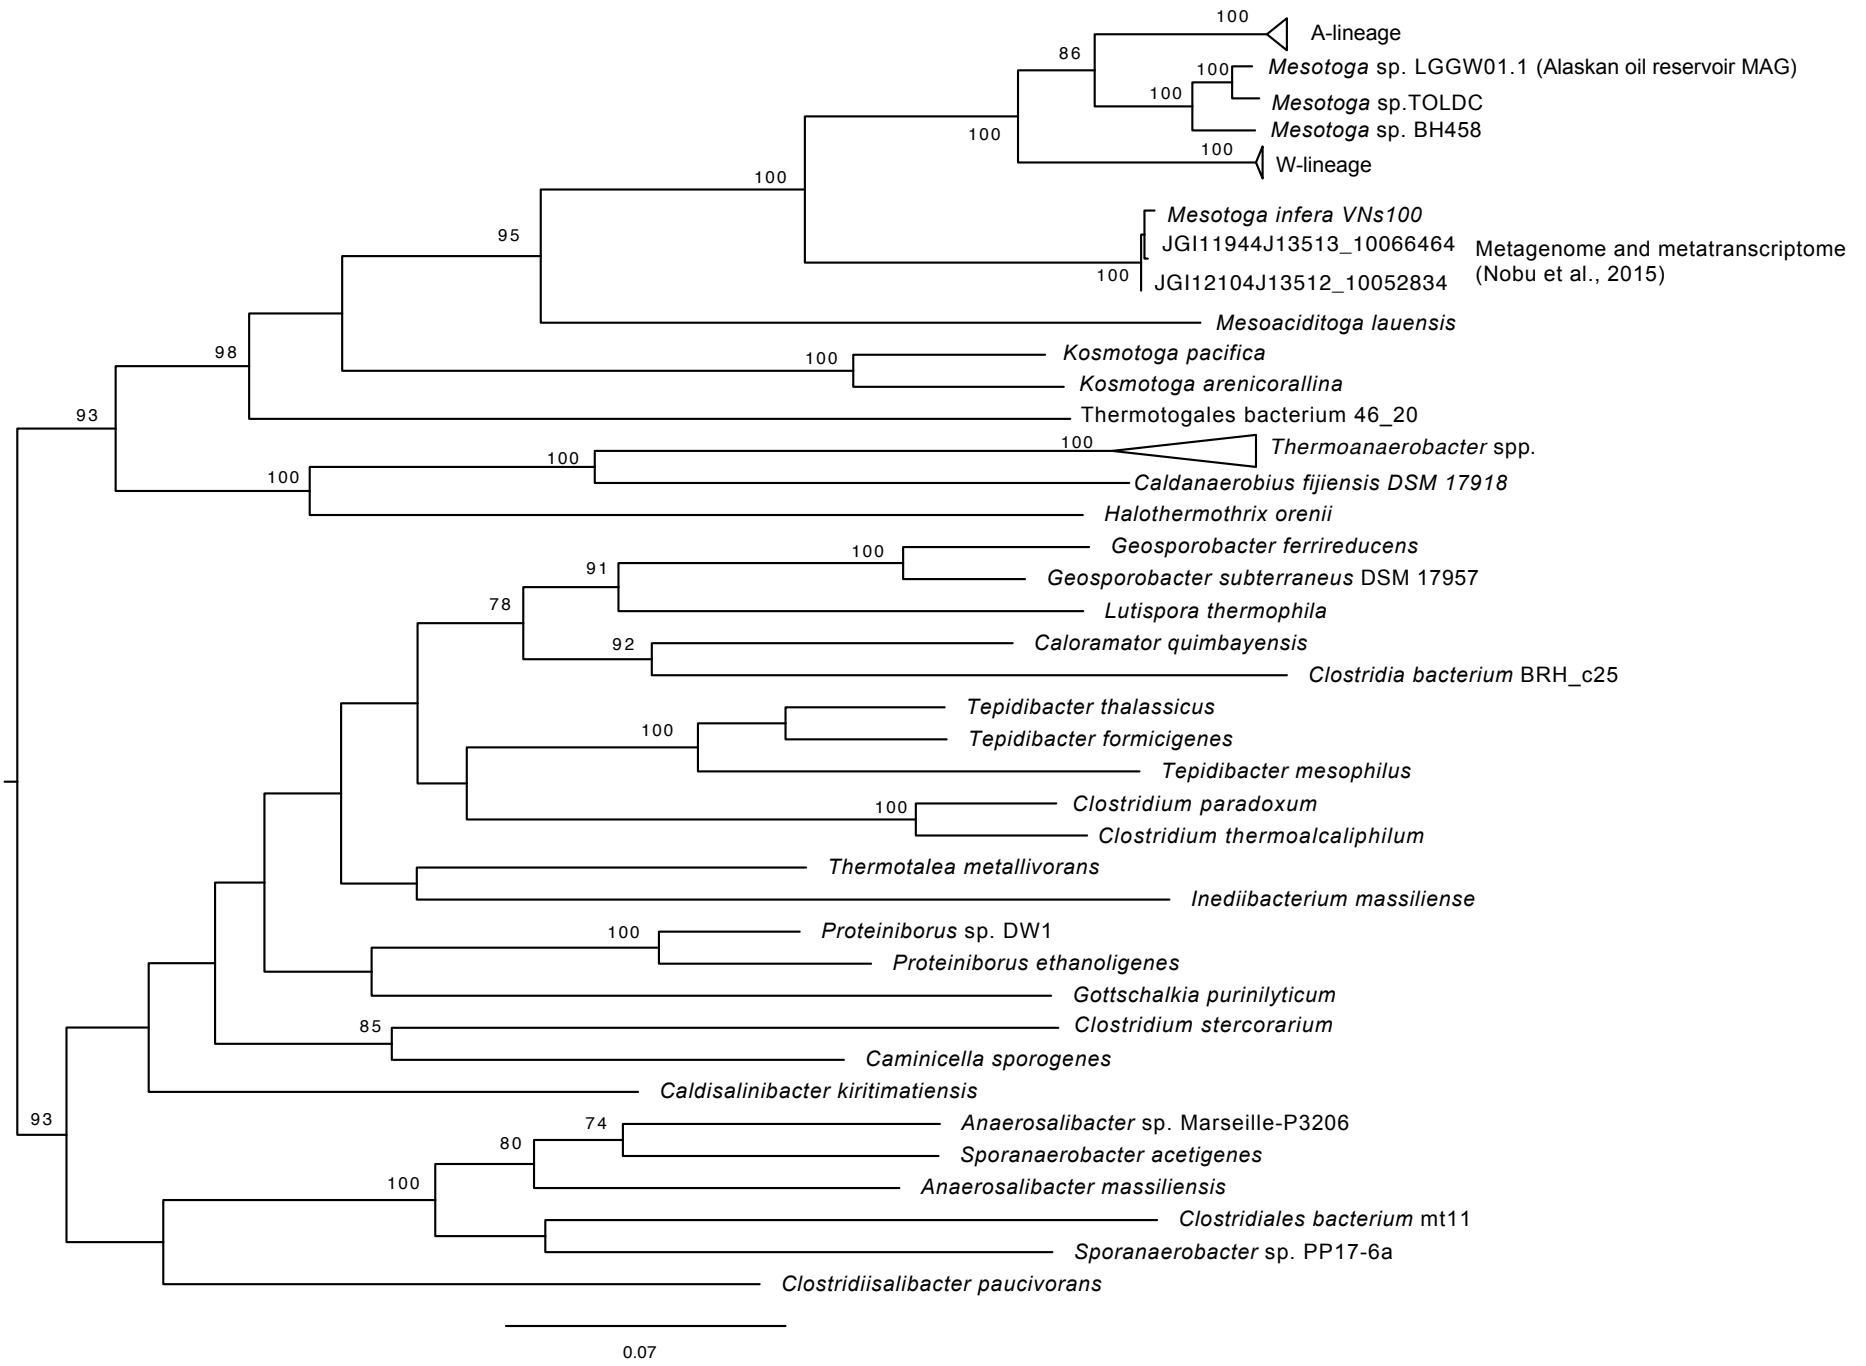 100
A-lineage
86
100
Mesotoga sp. LGGW01.1 (Alaskan oil reservoir MAG)
100
Mesotoga sp.TOLDC
100
Mesotoga sp. BH458
100
W-lineage
100
Mesotoga infera VNs100
95
JGI11944J13513_10066464
Metagenome and metatranscriptome
(Nobu et al., 2015)
100
JGI12104J13512_10052834
Mesoaciditoga lauensis
98
100
Kosmotoga pacifica
Kosmotoga arenicorallina
93
Thermotogales bacterium 46_20
100
Thermoanaerobacter spp.
100
100
Caldanaerobius fijiensis DSM 17918
Halothermothrix orenii
100
Geosporobacter ferrireducens
91
Geosporobacter subterraneus DSM 17957
78
Lutispora thermophila
92
Caloramator quimbayensis
Clostridia bacterium BRH_c25
Tepidibacter thalassicus
100
Tepidibacter formicigenes
Tepidibacter mesophilus
100
Clostridium paradoxum
Clostridium thermoalcaliphilum
Thermotalea metallivorans
Inediibacterium massiliense
100
Proteiniborus sp. DW1
Proteiniborus ethanoligenes
Gottschalkia purinilyticum
85
Clostridium stercorarium
Caminicella sporogenes
Caldisalinibacter kiritimatiensis
93
74
Anaerosalibacter sp. Marseille-P3206
80
Sporanaerobacter acetigenes
100
Anaerosalibacter massiliensis
Clostridiales bacterium mt11
Sporanaerobacter sp. PP17-6a
Clostridiisalibacter paucivorans
0.07